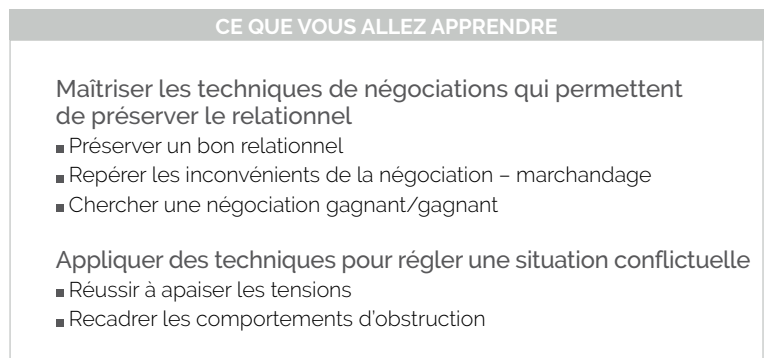 CE QUE VOUS ALLEZ APPRENDRE
Maîtriser les techniques de négociations qui permettent
de préserver le relationnel
▪ Préserver un bon relationnel
▪ Repérer les inconvénients de la négociation – marchandage
▪ Chercher une négociation gagnant/gagnant
Appliquer des techniques pour régler une situation conflictuelle
▪ Réussir à apaiser les tensions
▪ Recadrer les comportements d'obstruction